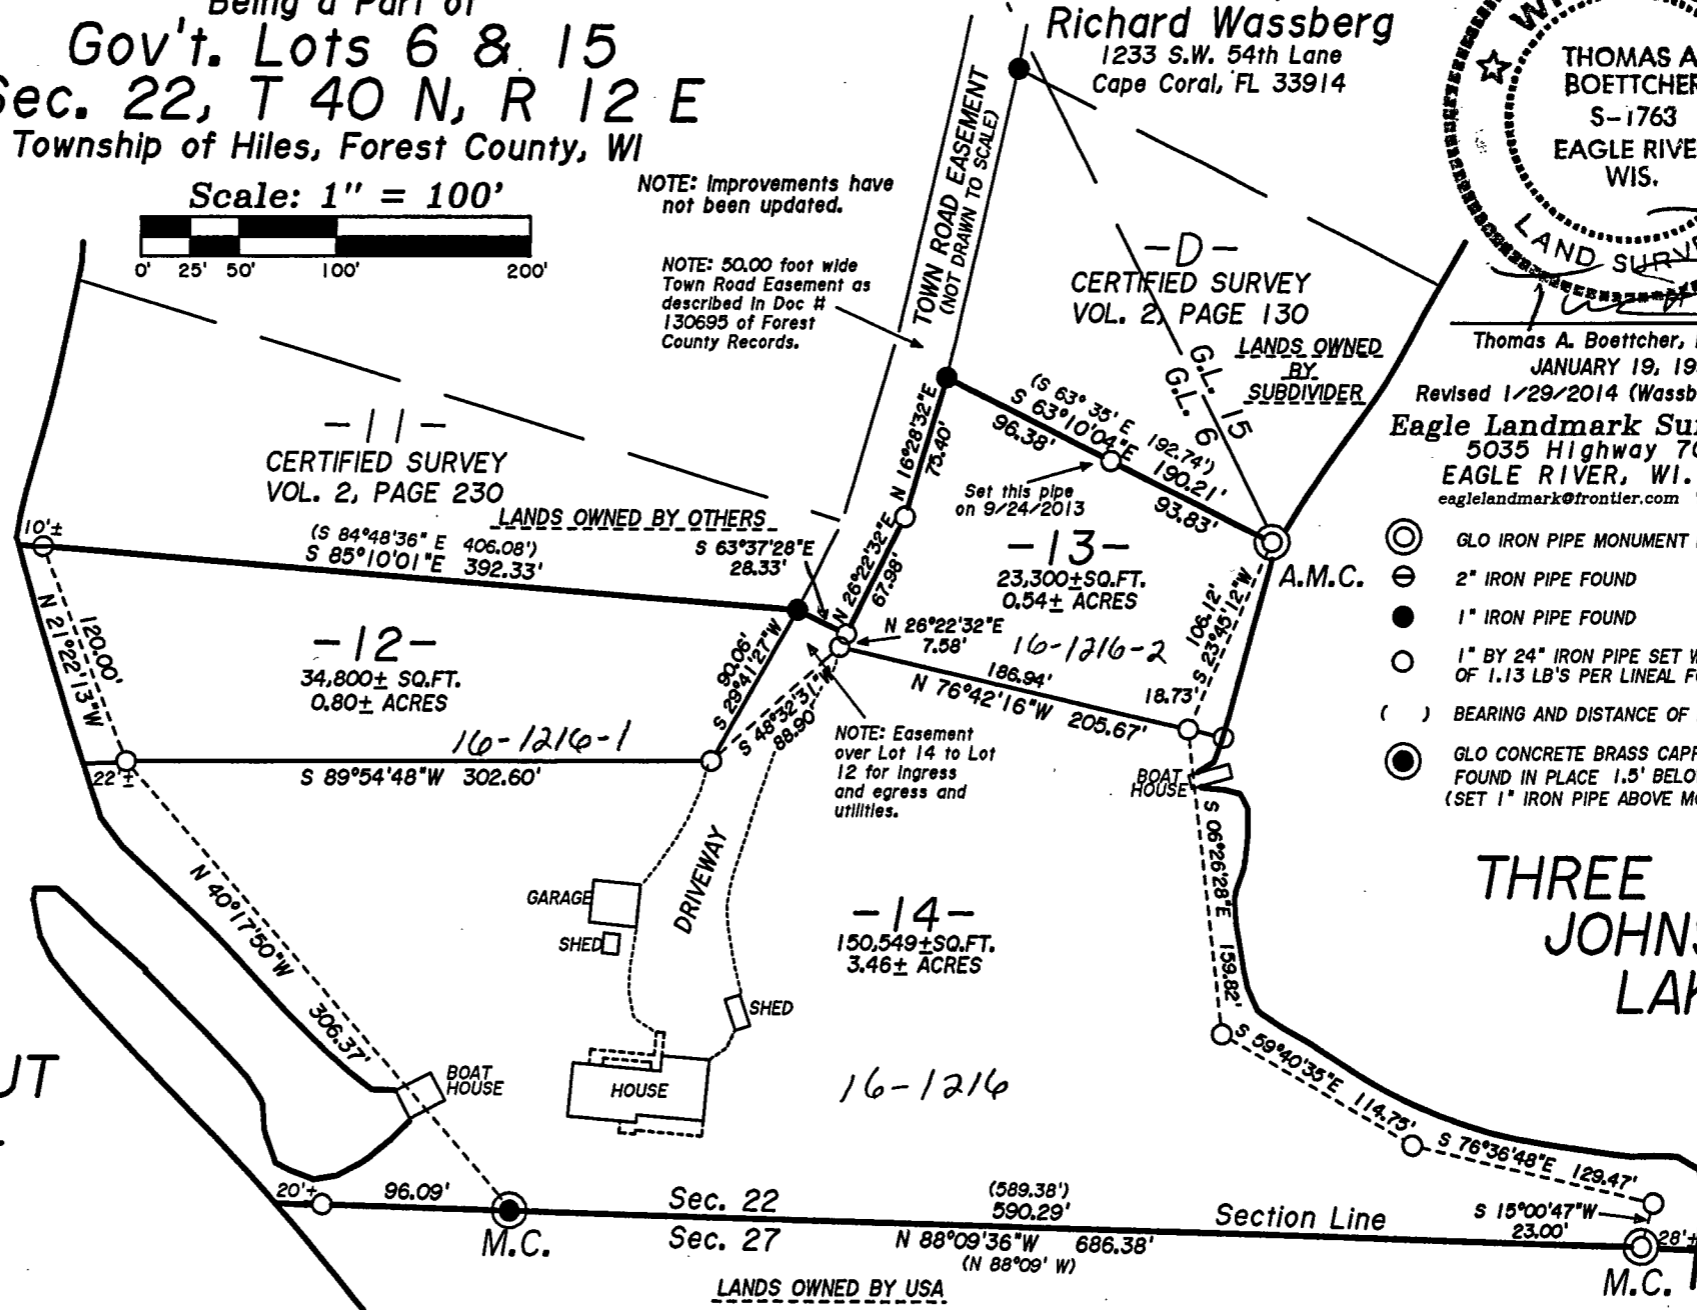 Being a Part of
Gov't. Lots 6 & 15
Sec. 22, T 40 N, R 12 E
Township of Hiles, Forest County, WI
Scale: 1" = 100'
0' 25' 50' 100' 200'
NOTE: Improvements have
not been updated.
NOTE: 50.00 foot wide
Town Road Easement as
described in Doc #
130695 of Forest
County Records.
TOWN ROAD EASEMENT
(NOT DRAWN TO SCALE)
Richard Wassberg
1233 S.W. 54th Lane
Cape Coral, FL 33914
THOMAS A.
BOETTCHER
S-1763
EAGLE RIVE
WIS.
LAND SURV
Thomas A. Boettcher,
JANUARY 19, 19
Revised 1/29/2014 (Wassb
Eagle Landmark Su
5035 Highway 70
EAGLE RIVER, WI.
eaglelandmark@frontier.com
GLO IRON PIPE MONUMENT
2" IRON PIPE FOUND
1" IRON PIPE FOUND
1" BY 24" IRON PIPE SET W
OF 1.13 LB'S PER LINEAL F
( ) BEARING AND DISTANCE OF
GLO CONCRETE BRASS CAPP
FOUND IN PLACE 1.5' BELO
(SET 1" IRON PIPE ABOVE M
-D-
CERTIFIED SURVEY
VOL. 2, PAGE 130
LANDS OWNED
BY
SUBDIVIDER
G.L. 15
G.L. 6
-11-
CERTIFIED SURVEY
VOL. 2, PAGE 230
LANDS OWNED BY OTHERS
10'±
(S 84°48'36" E 406.08')
S 85°10'01"E 392.33'
S 63°37'28"E
28.33'
N 16°28'32"E
75.40'
N 26°22'32"E
67.98'
(S 63°35' E 192.74')
S 63°10'04"E 190.21'
96.38'
93.83'
Set this pipe
on 9/24/2013
-13-
23,300±SQ.FT.
0.54± ACRES
A.M.C.
106.12'
S 23°45'12"W
N 26°22'32"E
7.58'
16-1216-2
186.94'
18.73'
N 76°42'16"W 205.67'
-12-
34,800± SQ.FT.
0.80± ACRES
120.00'
N 21°22'13"W
90.06'
S 29°41'27"W
S 48°32'31"W
88.90'
16-1216-1
22'±
S 89°54'48"W 302.60'
NOTE: Easement
over Lot 14 to Lot
12 for ingress
and egress and
utilities.
BOAT
HOUSE
S 06°26'28"E 159.82'
DRIVEWAY
GARAGE
SHED
-14-
150,549±SQ.FT.
3.46± ACRES
SHED
HOUSE
16-1216
N 40°17'50"W 306.37'
BOAT
HOUSE
THREE
JOHNS
LAK
UT
S 59°40'35"E 114.75'
S 76°36'48"E 129.47'
S 15°00'47"W
23.00'
20'±
96.09'
M.C.
Sec. 22
Sec. 27
(589.38')
590.29'
N 88°09'36"W 686.38'
(N 88°09' W)
Section Line
28'±
M.C.
LANDS OWNED BY USA